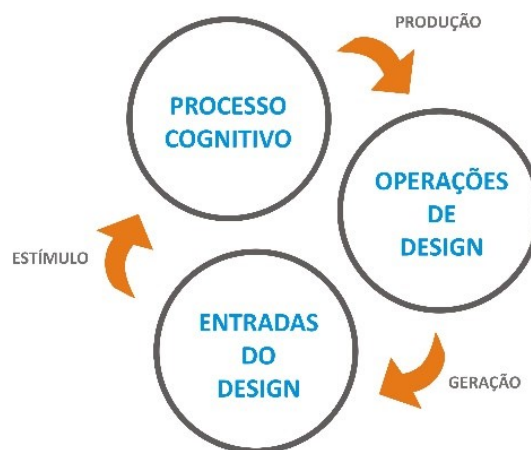 PRODUÇÃO
PROCESSO
COGNITIVO
OPERAÇÕES
DE
DESIGN
ESTÍMULO
ENTRADAS
DO
DESIGN
GERAÇÃO